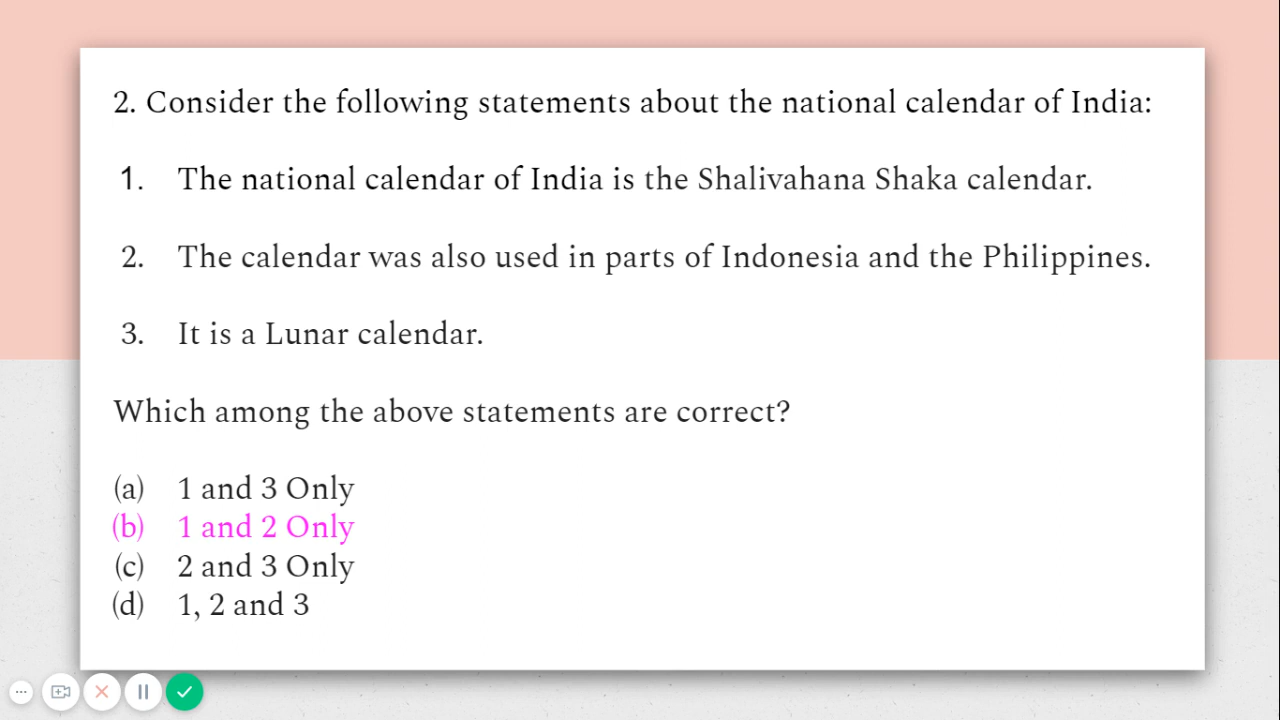 2. Consider the following statements about the national calendar of India:
1. The national calendar of India is the Shalivahana Shaka calendar.
2. The calendar was also used in parts of Indonesia and the Philippines.
3. It is a Lunar calendar.
Which among the above statements are correct?
(a) 1 and 3 Only
(b) 1 and 2 Only
(c) 2 and 3 Only
(d) 1, 2 and 3